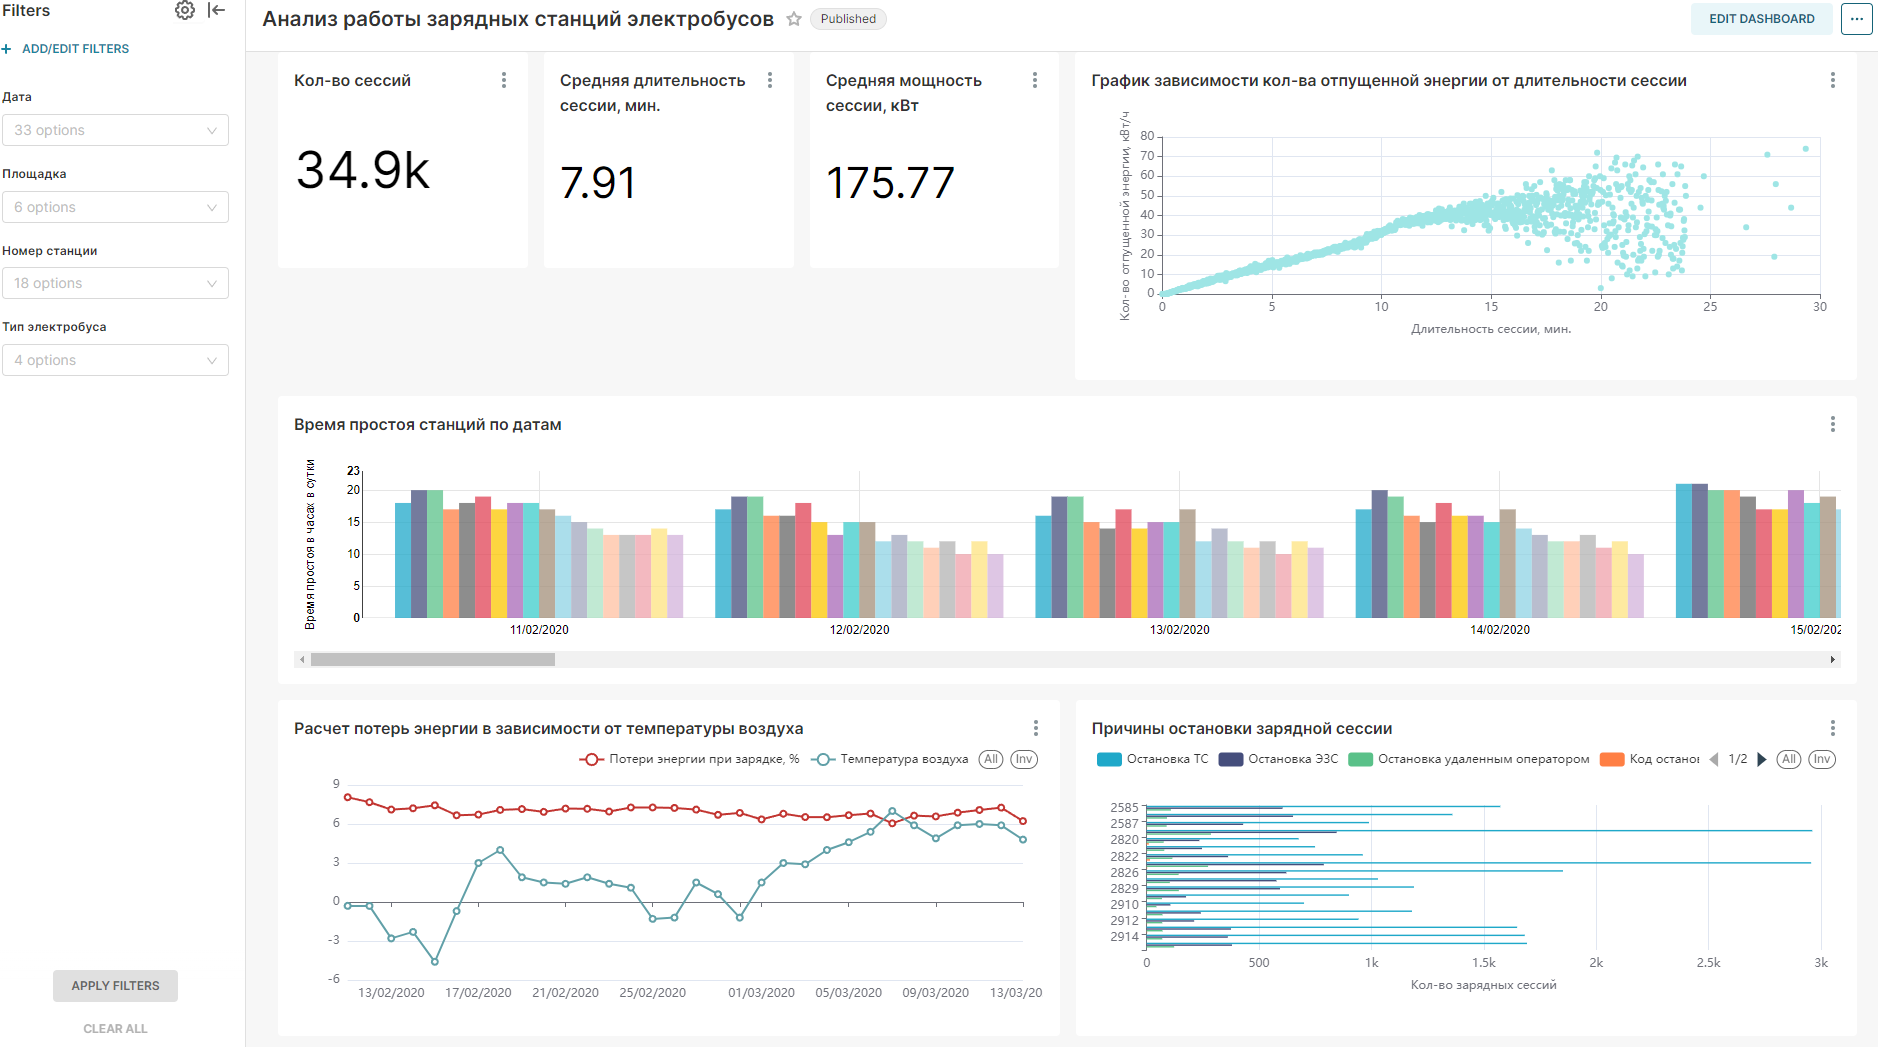 Filters
ADD/EDIT FILTERS
Дата
33 options
Площадка
6 options
Номер станции
18 options
Тип электробуса
4 options
APPLY FILTERS
CLEAR ALL
Анализ работы зарядных станций электробусов
Published
EDIT DASHBOARD
Кол-во сессий
34.9k
Средняя длительность
сессии, мин.
7.91
Средняя мощность
сессии, кВт
175.77
График зависимости кол-ва отпущенной энергии от длительности сессии
Кол-во отпущенной энергии, кВт/ч
80
70
60
50
40
30
20
10
0
0 5 10 15 20 25 30
Длительность сессии, мин.
Время простоя станций по датам
Время простоя в часах в сутки
23
20
15
10
5
0
11/02/2020 12/02/2020 13/02/2020 14/02/2020 15/02/202
Расчет потерь энергии в зависимости от температуры воздуха
Потери энергии при зарядке, % Температура воздуха All Inv
9
6
3
0
-3
-6
13/02/2020 17/02/2020 21/02/2020 25/02/2020 01/03/2020 05/03/2020 09/03/2020 13/03/20
Причины остановки зарядной сессии
Остановка ТС Остановка ЭЗС Остановка удаленным оператором Код останов 1/2 All Inv
2585
2587
2820
2822
2826
2829
2910
2912
2914
0 500 1k 1.5k 2k 2.5k 3k
Кол-во зарядных сессий